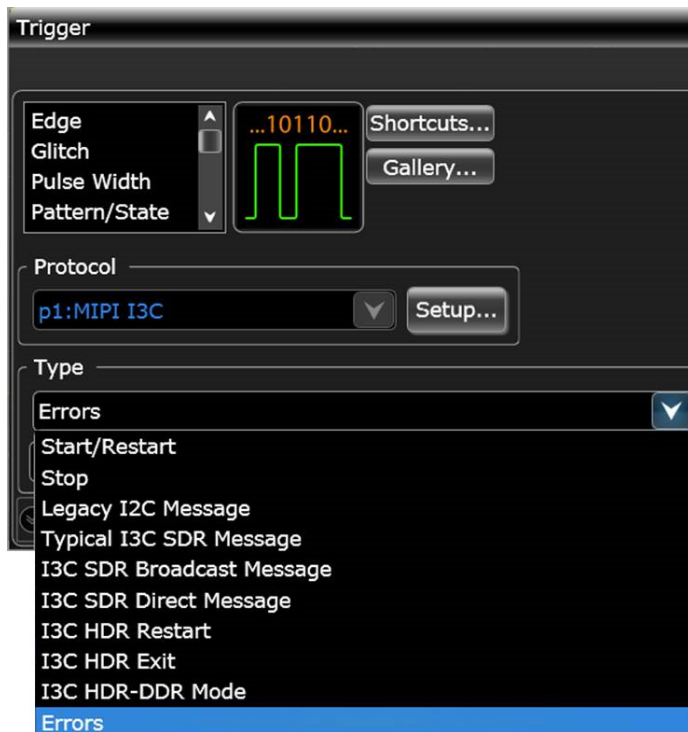 Trigger
Edge
Glitch
Pulse Width
Pattern/State
...10110...
Shortcuts...
Gallery...
Protocol
p1:MIPI I3C
Setup...
Type
Errors
Start/Restart
Stop
Legacy I2C Message
Typical I3C SDR Message
I3C SDR Broadcast Message
I3C SDR Direct Message
I3C HDR Restart
I3C HDR Exit
I3C HDR-DDR Mode
Errors